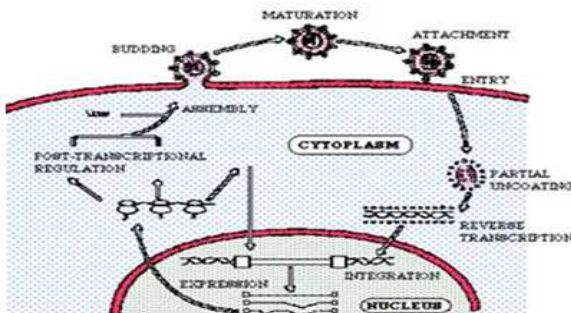 MATURATION
BUDDING
ATTACHMENT
ENTRY
ASSEMBLY
POST-TRANSCRIPTIONAL
REGULATION
CYTOPLASM
PARTIAL
UNCOATING
REVERSE
TRANSCRIPTION
INTEGRATION
EXPRESSION
NUCLEUS